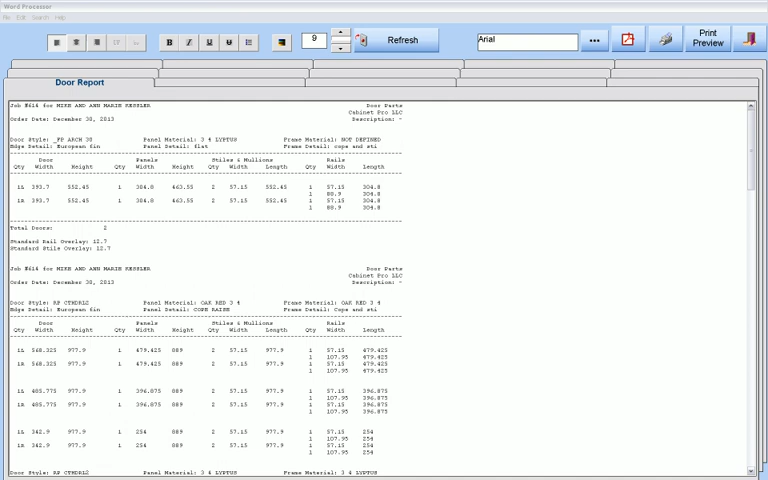 Word Processor
File Edit Search Help
B I U U
9
Refresh
Arial
...
Print Preview
Door Report
Job #614 for MIKE AND ANN MARIE KESSLER Door Parts
Cabinet Pro LLC
Order Date: December 30, 2013 Description: -
Door Style: _FP ARCH 30 Panel Material: 3 4 LYPTUS Frame Material: NOT DEFINED
Edge Detail: European fin Panel Detail: flat Frame Detail: cope and sti
Door Panels Stiles & Mullions Rails
Qty Width Height Qty Width Height Qty Width Length Qty Width Length
1L 393.7 552.45 1 304.8 463.55 2 57.15 552.45 1 57.15 304.8
1 88.9 304.8
1R 393.7 552.45 1 304.8 463.55 2 57.15 552.45 1 57.15 304.8
1 88.9 304.8
Total Doors: 2
Standard Rail Overlay: 12.7
Standard Stile Overlay: 12.7
Job #614 for MIKE AND ANN MARIE KESSLER Door Parts
Cabinet Pro LLC
Order Date: December 30, 2013 Description: -
Door Style: RP CTHDRL2 Panel Material: OAK RED 3 4 Frame Material: OAK RED 3 4
Edge Detail: European fin Panel Detail: COPE RAISE Frame Detail: Cope and sti
Door Panels Stiles & Mullions Rails
Qty Width Height Qty Width Height Qty Width Length Qty Width Length
1L 568.325 977.9 1 479.425 889 2 57.15 977.9 1 57.15 479.425
1 107.95 479.425
1R 568.325 977.9 1 479.425 889 2 57.15 977.9 1 57.15 479.425
1 107.95 479.425
1L 485.775 977.9 1 396.875 889 2 57.15 977.9 1 57.15 396.875
1 107.95 396.875
1R 485.775 977.9 1 396.875 889 2 57.15 977.9 1 57.15 396.875
1 107.95 396.875
1L 342.9 977.9 1 254 889 2 57.15 977.9 1 57.15 254
1 107.95 254
1R 342.9 977.9 1 254 889 2 57.15 977.9 1 57.15 254
1 107.95 254
Door Style: RP CTHDRL2 Panel Material: 3 4 LYPTUS Frame Material: 3 4 LYPTUS